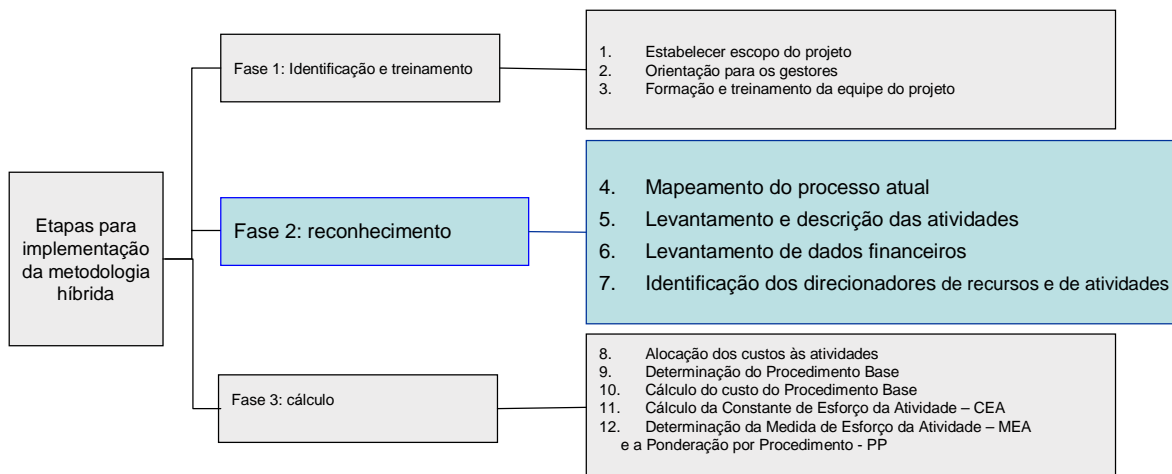 Etapas para
implementação
da metodologia
híbrida
Fase 1: Identificação e treinamento
1. Estabelecer escopo do projeto
2. Orientação para os gestores
3. Formação e treinamento da equipe do projeto
Fase 2: reconhecimento
4. Mapeamento do processo atual
5. Levantamento e descrição das atividades
6. Levantamento de dados financeiros
7. Identificação dos direcionadores de recursos e de atividades
Fase 3: cálculo
8. Alocação dos custos às atividades
9. Determinação do Procedimento Base
10. Cálculo do custo do Procedimento Base
11. Cálculo da Constante de Esforço da Atividade – CEA
12. Determinação da Medida de Esforço da Atividade – MEA
e a Ponderação por Procedimento - PP